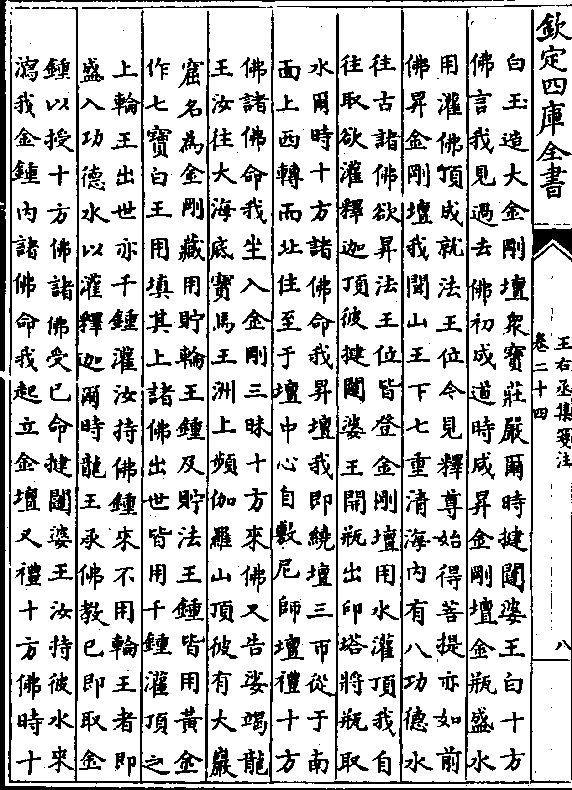 欽定四庫全書
王右丞集箋注
卷二十四
八
白玉造大金剛壇衆寶莊嚴爾時揵闥婆王白十方
佛言我見過去佛初成道時咸昇金剛壇金瓶盛水
用灌佛頂成就法王位今見釋尊始得菩提亦如前
佛昇金剛壇我聞山王下七重清海內有八功德水
往古諸佛欲昇法王位皆登金剛壇用水灌頂我自
往取欲灌釋迦頂彼揵闥婆王開瓶出印塔將瓶取
水爾時十方諸佛命我昇壇我即繞壇三帀從于南
面上西轉而北住至于壇中心自敷尼師壇禮十方
佛諸佛命我坐入金剛三昧十方來佛又告娑竭龍
王汝往大海底寶馬王洲上頻伽羅山頂彼有大巖
窟名為金剛藏用貯輪王鍾及貯法王鍾皆用黃金
作七寶白王用填其上諸佛出世皆用千鍾灌頂之
上輪王出世亦千鍾灌汝持佛鍾來不用輪王者即
盛入功德水以灌釋迦爾時龍王承佛教已即取金
鍾以授十方佛諸佛受已命揵闥婆王汝持彼水來
瀉我金鍾內諸佛命我起立金壇又禮十方佛時十